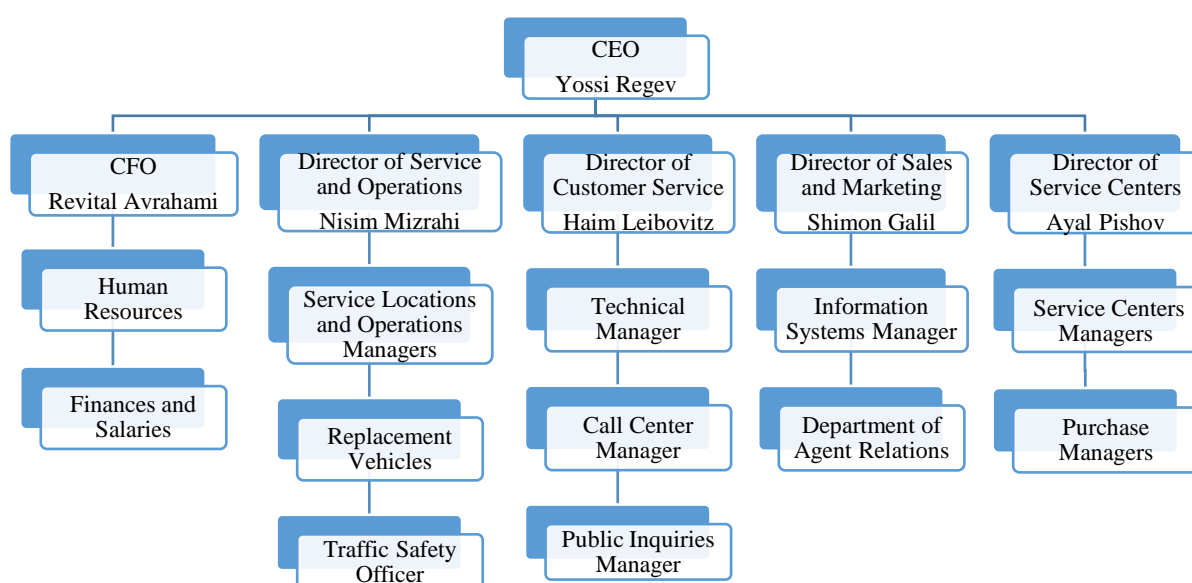 CEO
Yossi Regev
CFO
Revital Avrahami
Director of Service
and Operations
Nisim Mizrahi
Director of
Customer Service
Haim Leibovitz
Director of Sales
and Marketing
Shimon Galil
Director of
Service Centers
Ayal Pishov
Human
Resources
Service Locations
and Operations
Managers
Technical
Manager
Information
Systems Manager
Service Centers
Managers
Finances and
Salaries
Replacement
Vehicles
Call Center
Manager
Department of
Agent Relations
Purchase
Managers
Traffic Safety
Officer
Public Inquiries
Manager